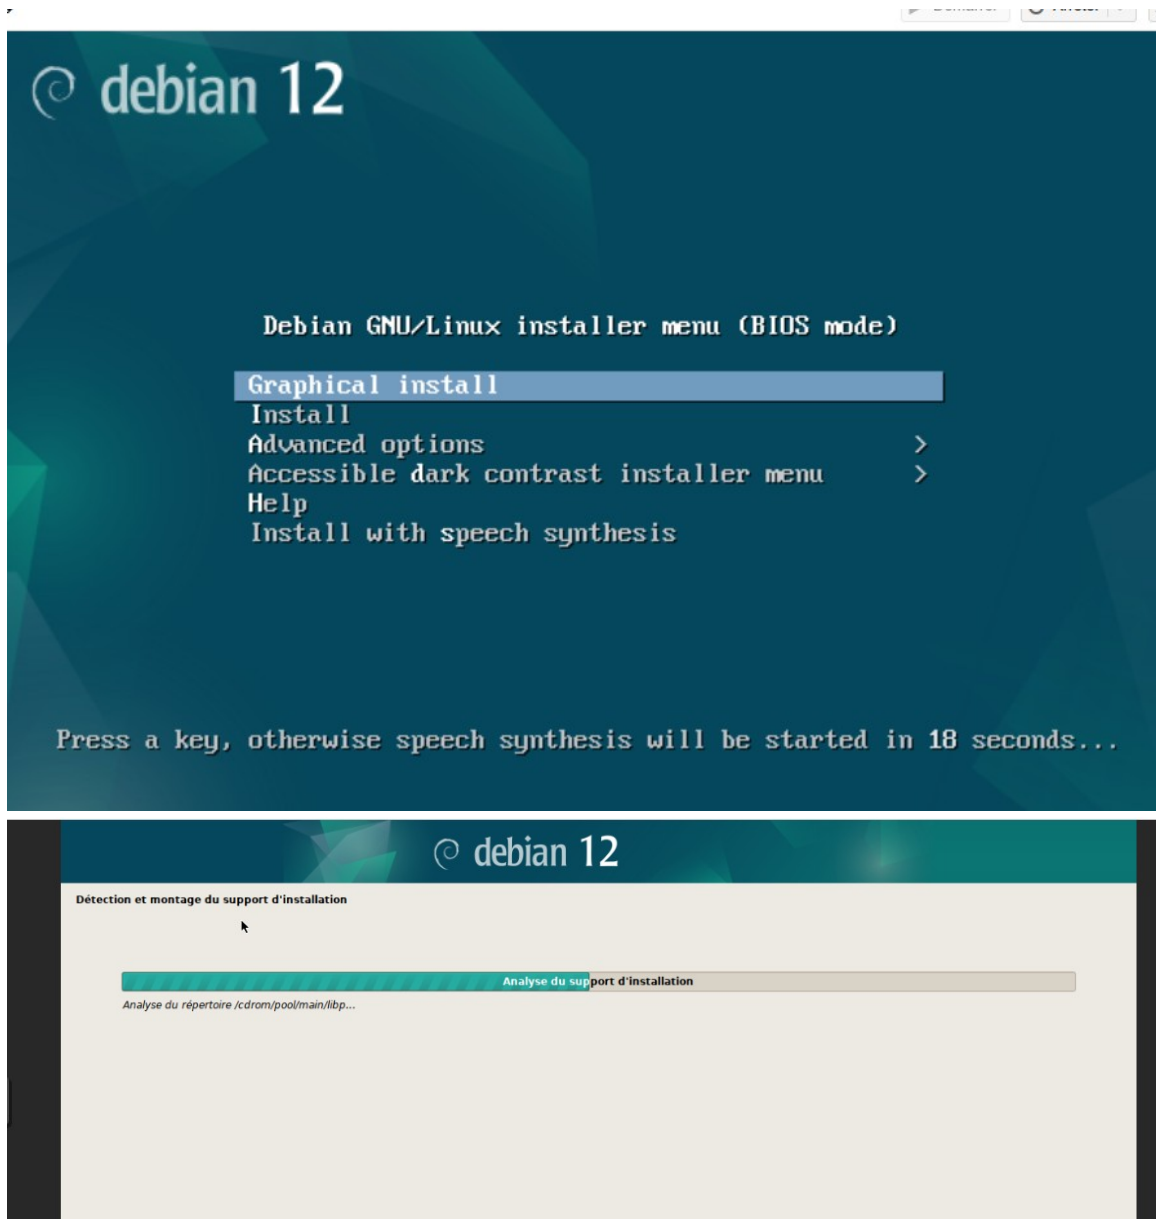 debian 12
Debian GNU/Linux installer menu (BIOS mode)
Graphical install
Install
Advanced options >
Accessible dark contrast installer menu >
Help
Install with speech synthesis
Press a key, otherwise speech synthesis will be started in 18 seconds...
debian 12
Détection et montage du support d'installation
Analyse du support d'installation
Analyse du répertoire /cdrom/pool/main/libp...